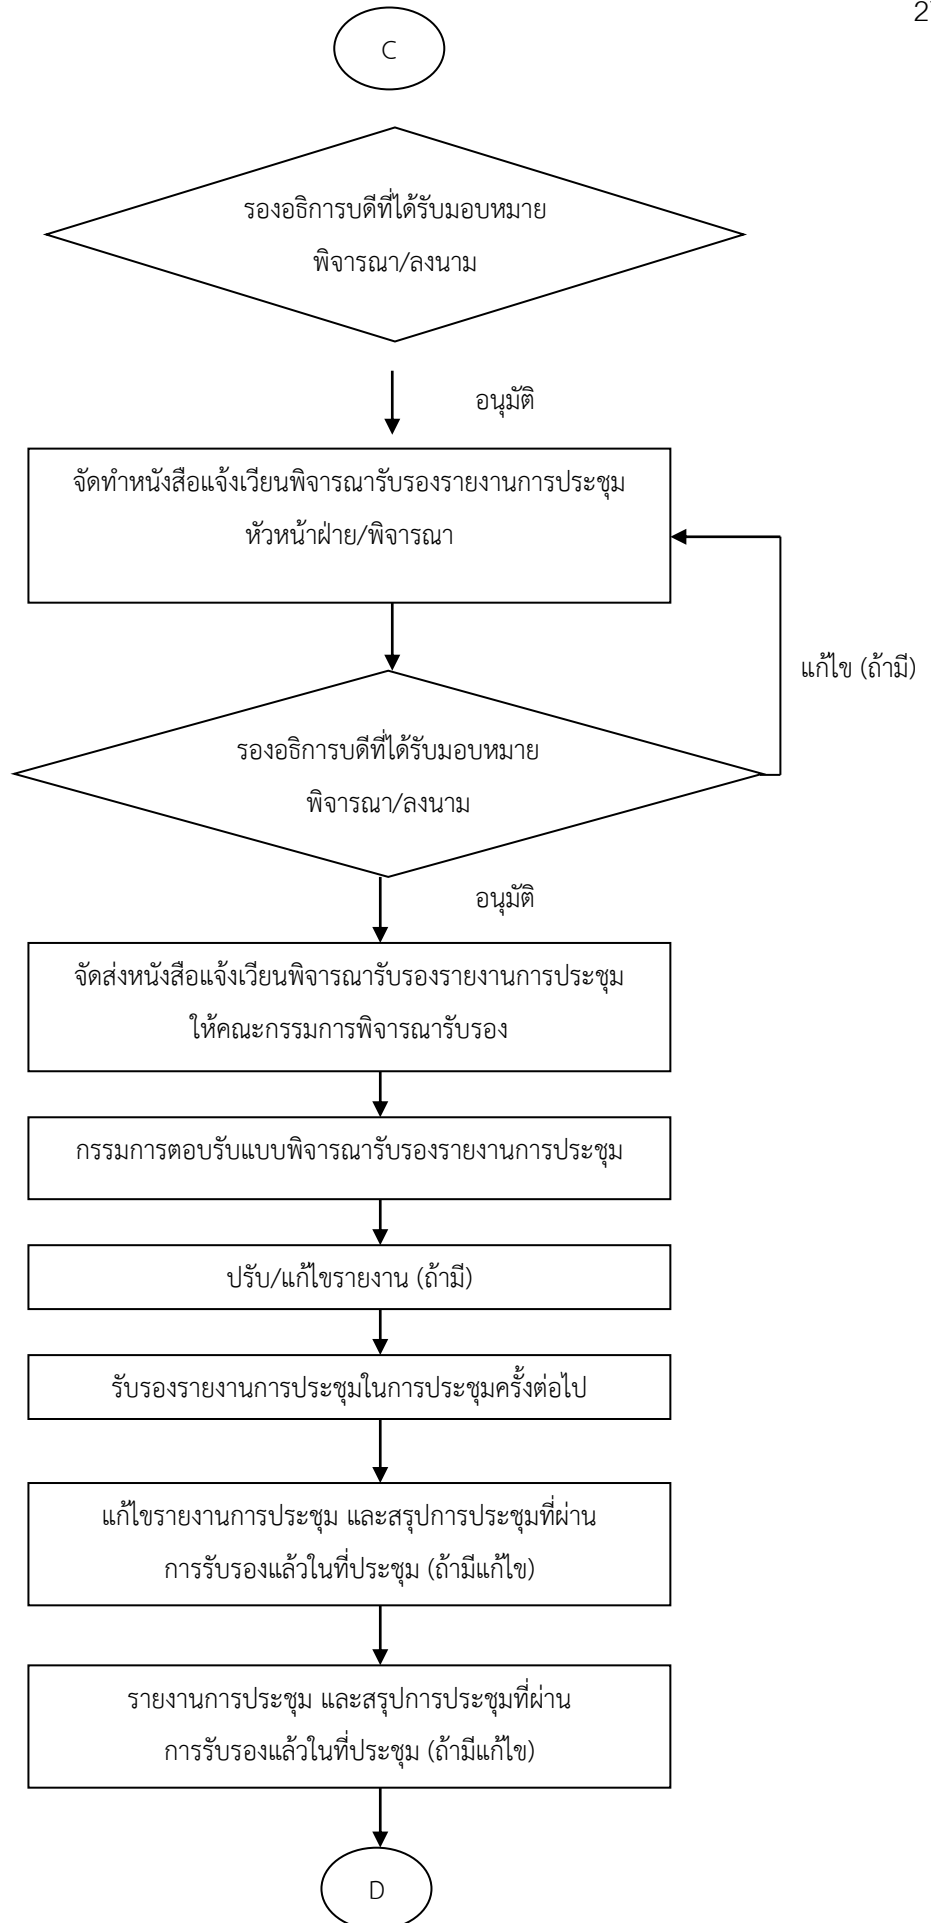 C
รองอธิการบดีที่ได้รับมอบหมาย
พิจารณา/ลงนาม
อนุมัติ
จัดทำหนังสือแจ้งเวียนพิจารณารับรองรายงานการประชุม
หัวหน้าฝ่าย/พิจารณา
แก้ไข (ถ้ามี)
รองอธิการบดีที่ได้รับมอบหมาย
พิจารณา/ลงนาม
อนุมัติ
จัดส่งหนังสือแจ้งเวียนพิจารณารับรองรายงานการประชุม
ให้คณะกรรมการพิจารณารับรอง
กรรมการตอบรับแบบพิจารณารับรองรายงานการประชุม
ปรับ/แก้ไขรายงาน (ถ้ามี)
รับรองรายงานการประชุมในการประชุมครั้งต่อไป
แก้ไขรายงานการประชุม และสรุปการประชุมที่ผ่าน
การรับรองแล้วในที่ประชุม (ถ้ามีแก้ไข)
รายงานการประชุม และสรุปการประชุมที่ผ่าน
การรับรองแล้วในที่ประชุม (ถ้ามีแก้ไข)
D